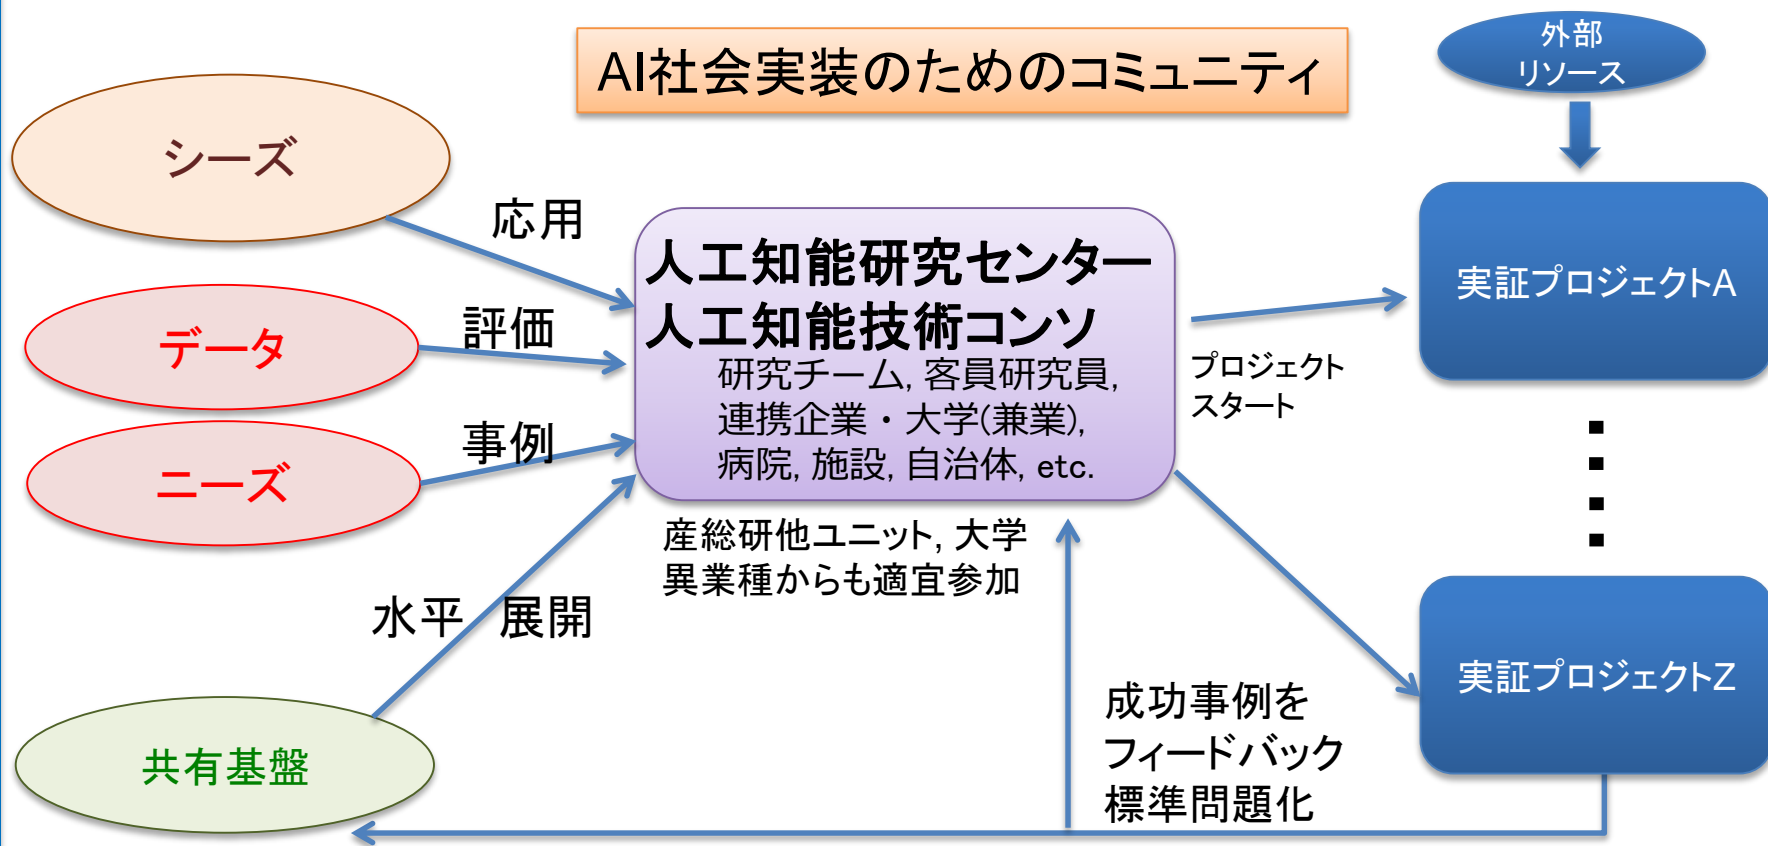 AI社会実装のためのコミュニティ
外部
リソース
シーズ
応用
人工知能研究センター
人工知能技術コンソ
研究チーム, 客員研究員,
連携企業・大学(兼業),
病院, 施設, 自治体, etc.
実証プロジェクトA
データ
評価
プロジェクト
スタート
ニーズ
事例
産総研他ユニット, 大学
異業種からも適宜参加
水平 展開
実証プロジェクトZ
成功事例を
フィードバック
標準問題化
共有基盤